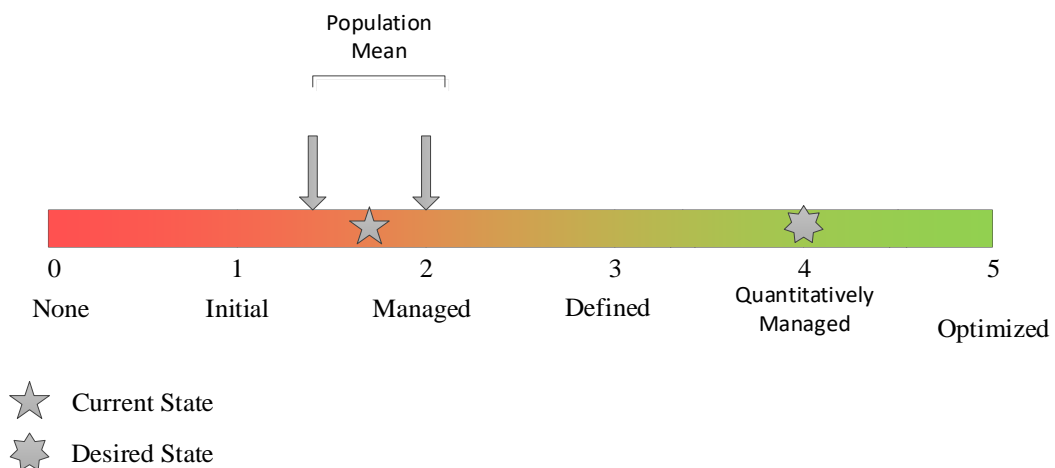 Population
Mean
0 1 2 3 4 5
None Initial Managed Defined Quantitatively
Managed
Optimized
Current State
Desired State